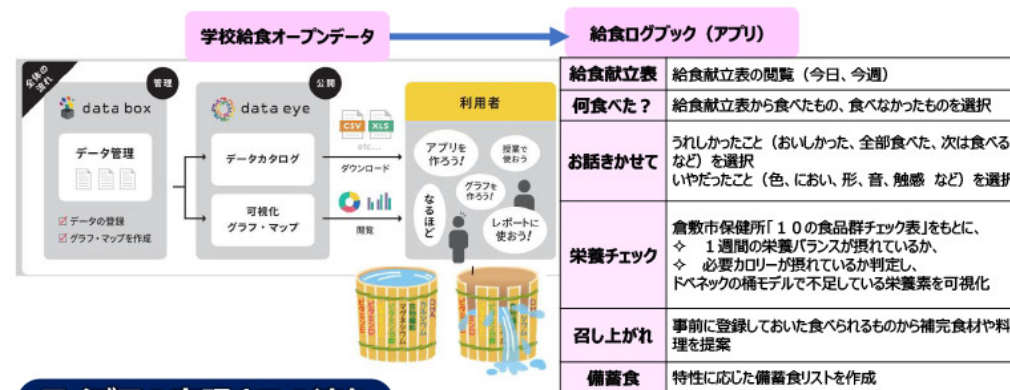 学校給食オープンデータ
給食ログブック（アプリ）
全体の
流れ
管理
data box
データ管理
☑ データの登録
☑ グラフ・マップを作成
公開
data eye
データカタログ
可視化
グラフ・マップ
CSV
XLS
etc...
ダウンロード
閲覧
利用者
アプリを
作ろう！
授業で
使おう
グラフを
作ろう！
なるほど
レポートに
使おう！
給食献立表
給食献立表の閲覧（今日、今週）
何食べた？
給食献立表から食べたもの、食べなかったものを選択
お話きかせて
うれしかったこと（おいしかった、全部食べた、次は食べる
など）を選択
いやだったこと（色、におい、形、音、触感 など）を選択
栄養チェック
倉敷市保健所「１０の食品群チェック表」をもとに、
✧ １週間の栄養バランスが摂れているか、
✧ 必要カロリーが摂れているか判定し、
ドベネックの桶モデルで不足している栄養素を可視化
召し上がれ
事前に登録しておいた食べられるものから補完食材や料
理を提案
備蓄食
特性に応じた備蓄食リストを作成
カルシウム
マグネシウム